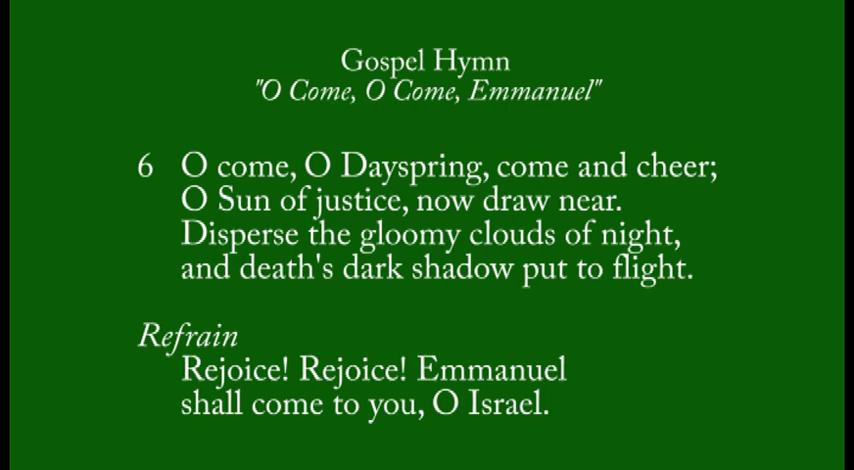 Gospel Hymn
"O Come, O Come, Emmanuel"
6 O come, O Dayspring, come and cheer;
O Sun of justice, now draw near.
Disperse the gloomy clouds of night,
and death's dark shadow put to flight.
Refrain
Rejoice! Rejoice! Emmanuel
shall come to you, O Israel.